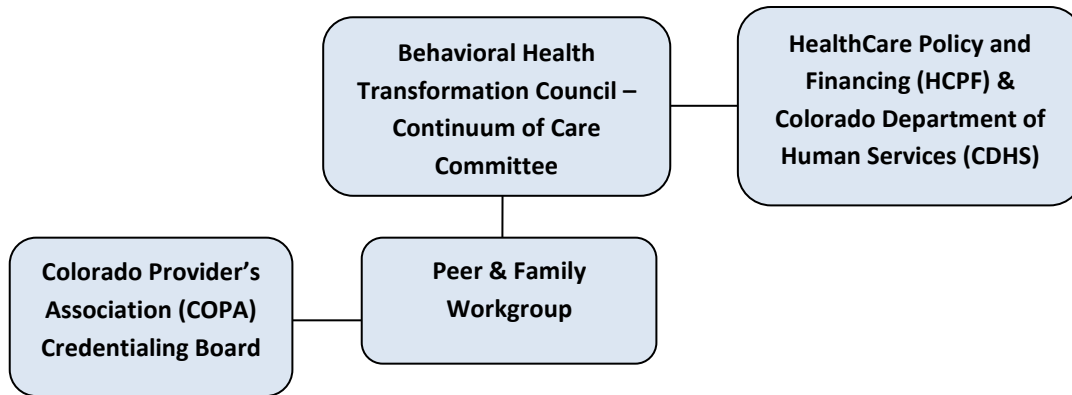 Behavioral Health
Transformation Council –
Continuum of Care
Committee
HealthCare Policy and
Financing (HCPF) &
Colorado Department of
Human Services (CDHS)
Colorado Provider’s
Association (COPA)
Credentialing Board
Peer & Family
Workgroup